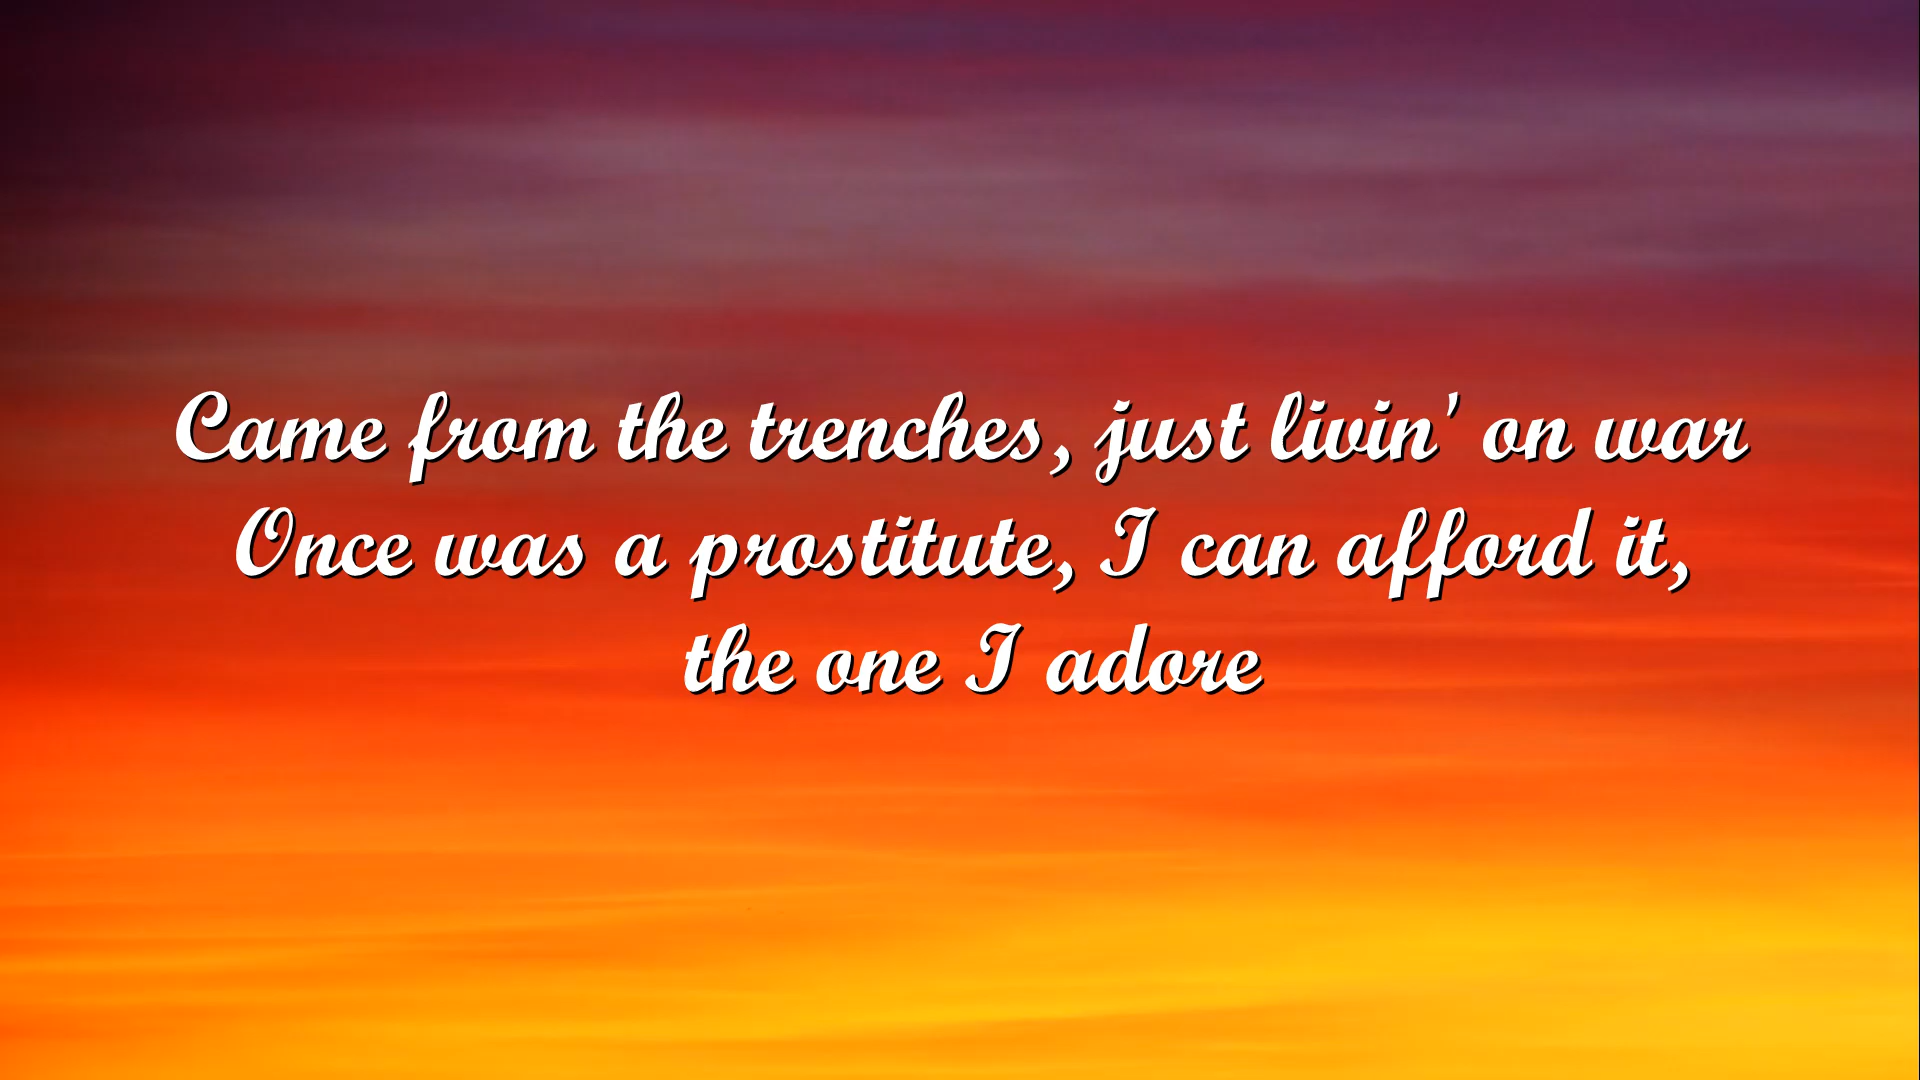 Came from the trenches, just livin' on war
Once was a prostitute, I can afford it,
the one I adore